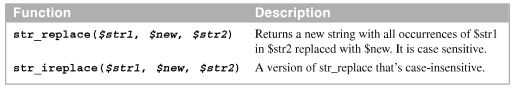 Function Description
str_replace($str1, $new, $str2) Returns a new string with all occurrences of $str1
in $str2 replaced with $new. It is case sensitive.
str_ireplace($str1, $new, $str2) A version of str_replace that's case-insensitive.